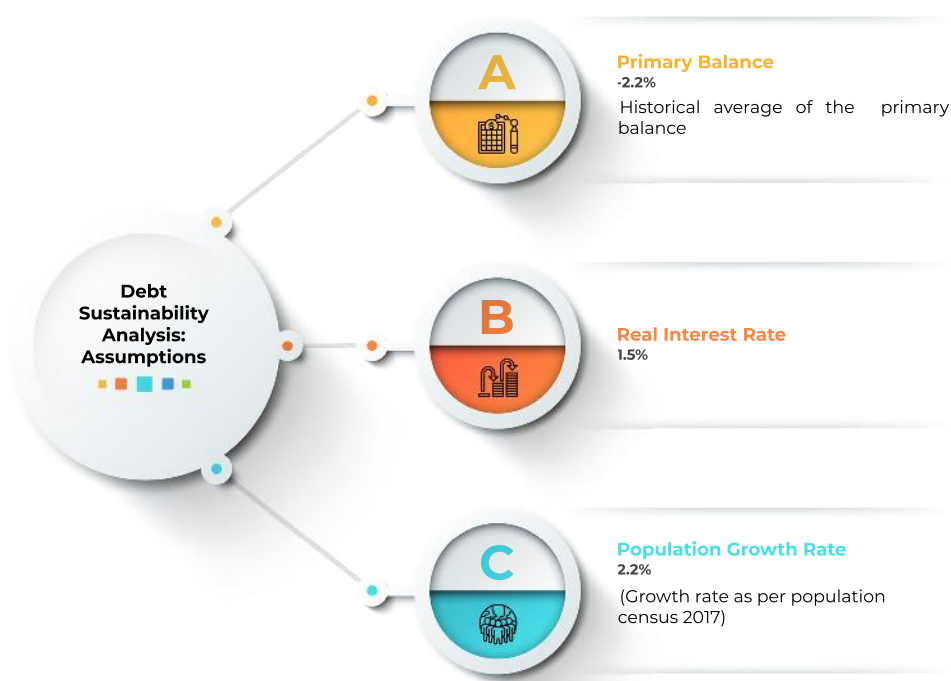 Debt
Sustainability
Analysis:
Assumptions
A
Primary Balance
-2.2%
Historical average of the primary
balance
B
Real Interest Rate
1.5%
C
Population Growth Rate
2.2%
(Growth rate as per population
census 2017)